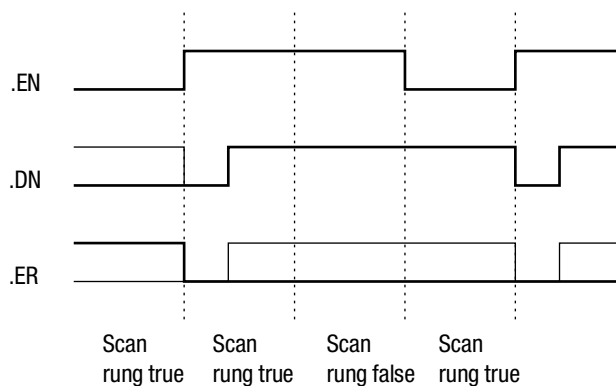 .EN
.DN
.ER
Scan
rung true
Scan
rung true
Scan
rung false
Scan
rung true